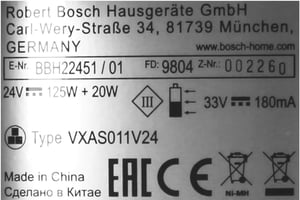 Robert Bosch Hausgeräte GmbH
Carl-Wery-Straße 34, 81739 München,
GERMANY www.bosch-home.com
E-Nr BBH22451 / 01 FD: 9804 Z-Nr: 002260
24V ⎓ 125W + 20W III 33V ⎓ 180mA
Type VXAS011V24
Made in China
Сделано в Китае
EAC CE Ni-MH